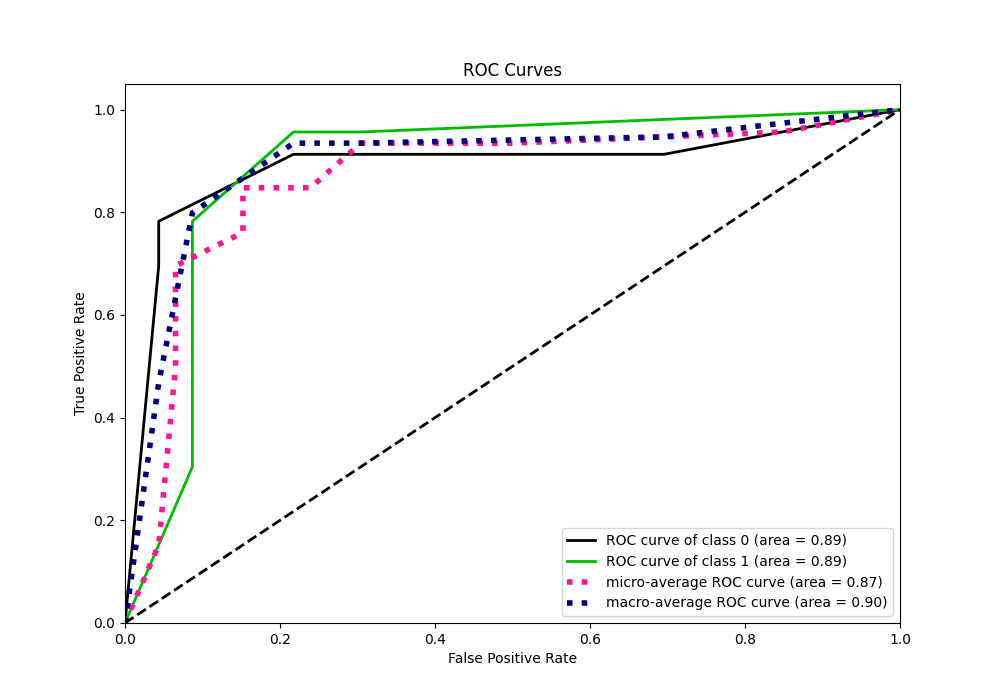 ROC Curves
1.0
0.8
0.6
0.4
0.2
0.0
True Positive Rate
ROC curve of class 0 (area = 0.89)
ROC curve of class 1 (area = 0.89)
micro-average ROC curve (area = 0.87)
macro-average ROC curve (area = 0.90)
0.0 0.2 0.4 0.6 0.8 1.0
False Positive Rate